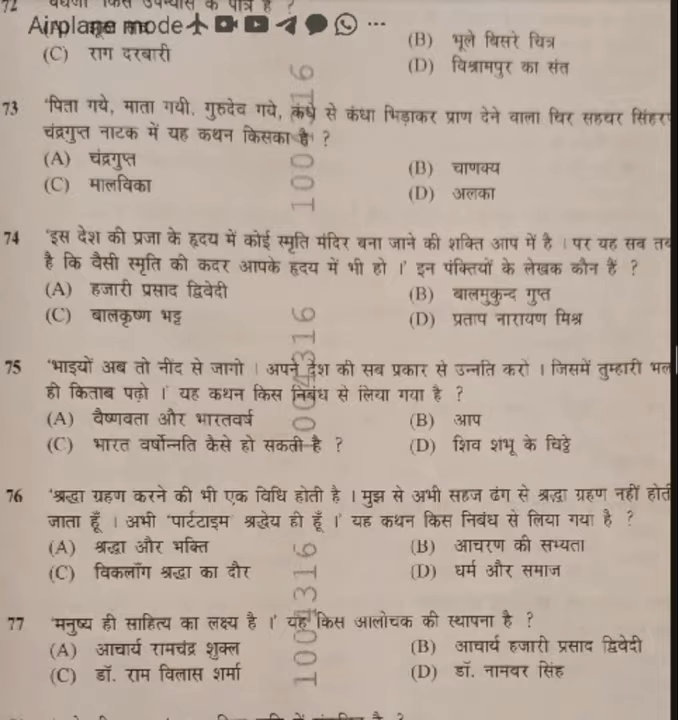 72
Airplane mode
(B) भूले बिसरे चित्र
(C) राग दरबारी
(D) विश्रामपुर का संत
73 'पिता गये, माता गयी. गुरुदेव गये, कंधे से कंधा भिड़ाकर प्राण देने वाला चिर सहचर सिंहर
चंद्रगुप्त नाटक में यह कथन किसका है ?
(A) चंद्रगुप्त
(B) चाणक्य
(C) मालविका
(D) अलका
74 'इस देश की प्रजा के हृदय में कोई स्मृति मंदिर बना जाने की शक्ति आप में है । पर यह सब तब
है कि वैसी स्मृति की कदर आपके हृदय में भी हो ।' इन पंक्तियों के लेखक कौन हैं ?
(A) हजारी प्रसाद द्विवेदी
(B) बालमुकुन्द गुप्त
(C) बालकृष्ण भट्ट
(D) प्रताप नारायण मिश्र
75 'भाइयों अब तो नींद से जागो । अपने देश की सब प्रकार से उन्नति करो । जिसमें तुम्हारी भल
ही किताब पढ़ो ।' यह कथन किस निबंध से लिया गया है ?
(A) वैष्णवता और भारतवर्ष
(B) आप
(C) भारत वर्षोन्नति कैसे हो सकती है ?
(D) शिव शंभू के चिट्ठे
76 'श्रद्धा ग्रहण करने की भी एक विधि होती है । मुझ से अभी सहज ढंग से श्रद्धा ग्रहण नहीं होती
जाता हूँ । अभी 'पार्टटाइम' श्रद्धेय ही हूँ ।' यह कथन किस निबंध से लिया गया है ?
(A) श्रद्धा और भक्ति
(B) आचरण की सभ्यता
(C) विकलाँग श्रद्धा का दौर
(D) धर्म और समाज
77 'मनुष्य ही साहित्य का लक्ष्य है ।' यह किस आलोचक की स्थापना है ?
(A) आचार्य रामचंद्र शुक्ल
(B) आचार्य हजारी प्रसाद द्विवेदी
(C) डॉ. राम विलास शर्मा
(D) डॉ. नामवर सिंह
1004316